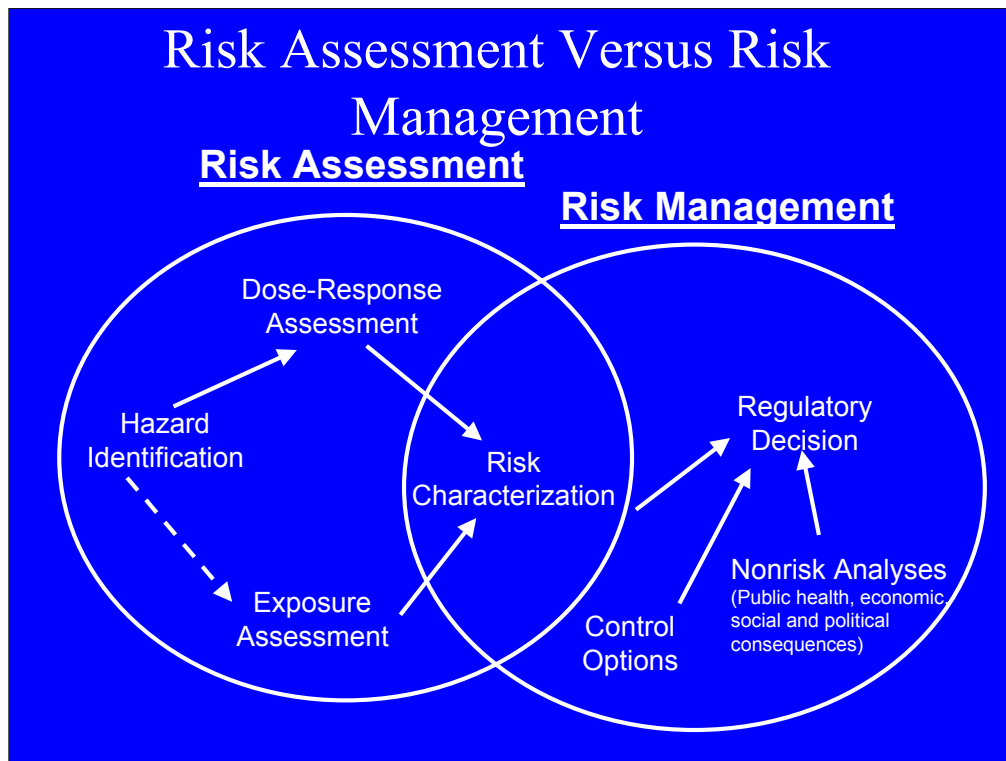 Risk Assessment Versus Risk
Management
Risk Assessment
Risk Management
Dose-Response
Assessment
Hazard
Identification
Risk
Characterization
Exposure
Assessment
Regulatory
Decision
Nonrisk Analyses
(Public health, economic,
social and political
consequences)
Control
Options